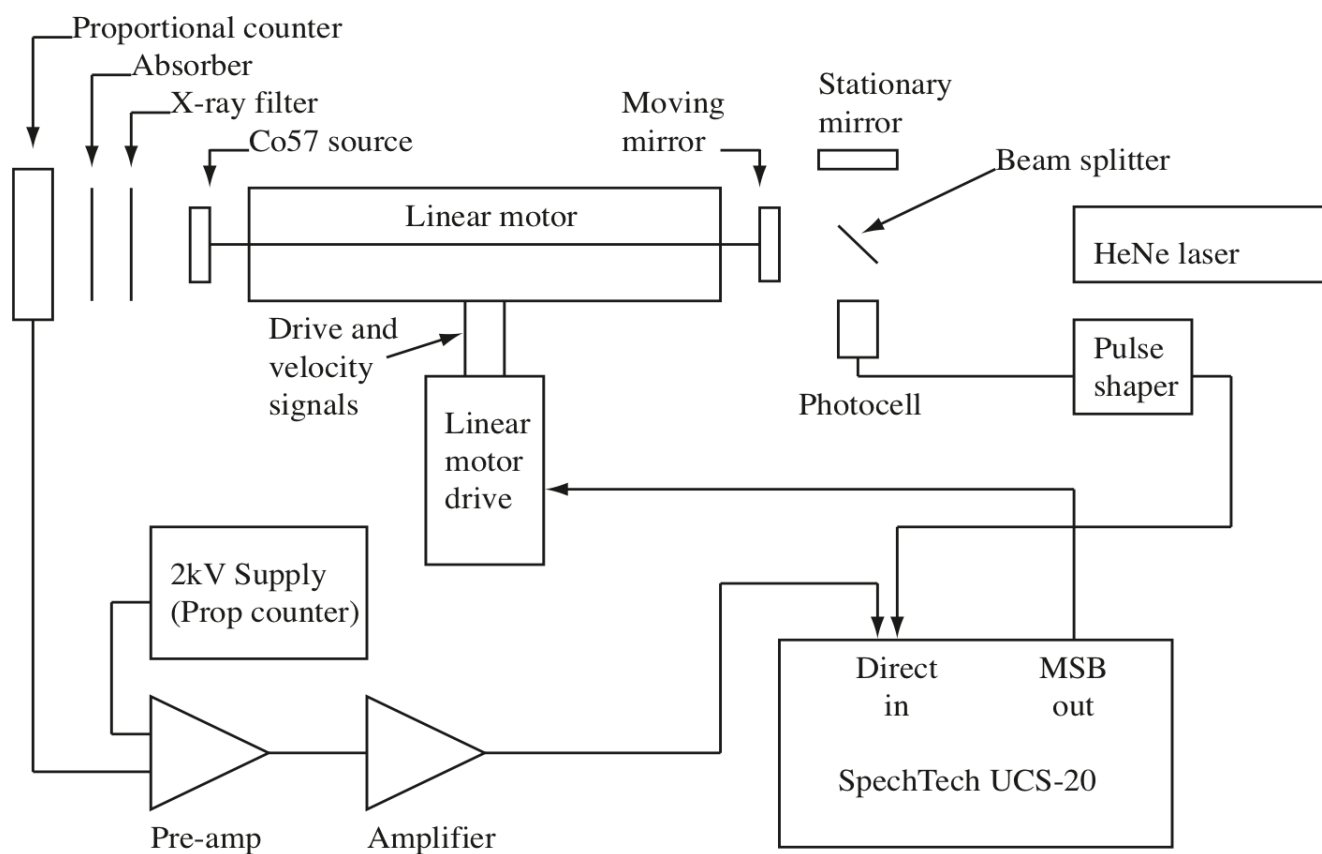 Proportional counter
Absorber
X-ray filter
Co57 source
Moving
mirror
Stationary
mirror
Beam splitter
Linear motor
HeNe laser
Drive and
velocity
signals
Linear
motor
drive
Photocell
Pulse
shaper
2kV Supply
(Prop counter)
Direct
in
MSB
out
SpechTech UCS-20
Pre-amp
Amplifier